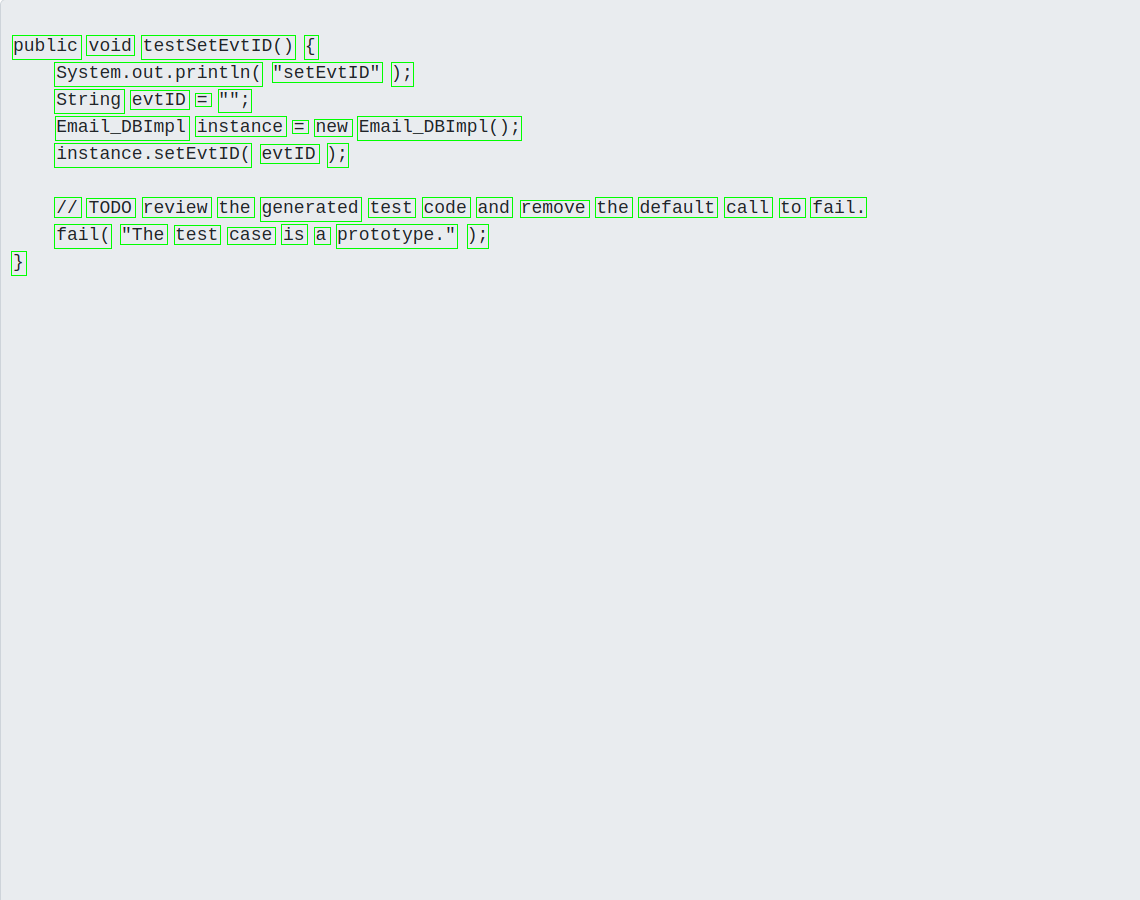 public void testSetEvtID() {
    System.out.println( "setEvtID" );
    String evtID = "";
    Email_DBImpl instance = new Email_DBImpl();
    instance.setEvtID( evtID );

    // TODO review the generated test code and remove the default call to fail.
    fail( "The test case is a prototype." );
}